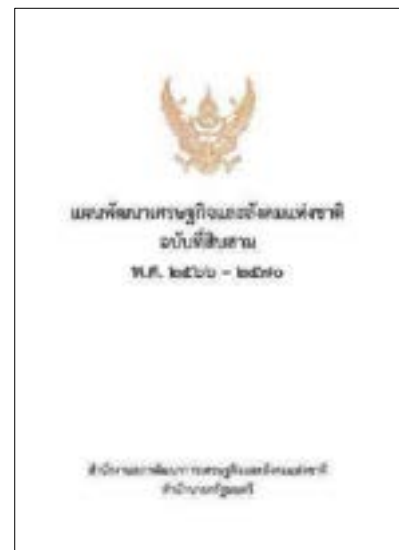 แผนพัฒนาเศรษฐกิจและสังคมแห่งชาติ
ฉบับที่สิบสาม
พ.ศ. ๒๕๖๖ - ๒๕๗๐
สำนักงานสภาพัฒนาการเศรษฐกิจและสังคมแห่งชาติ
สำนักนายกรัฐมนตรี